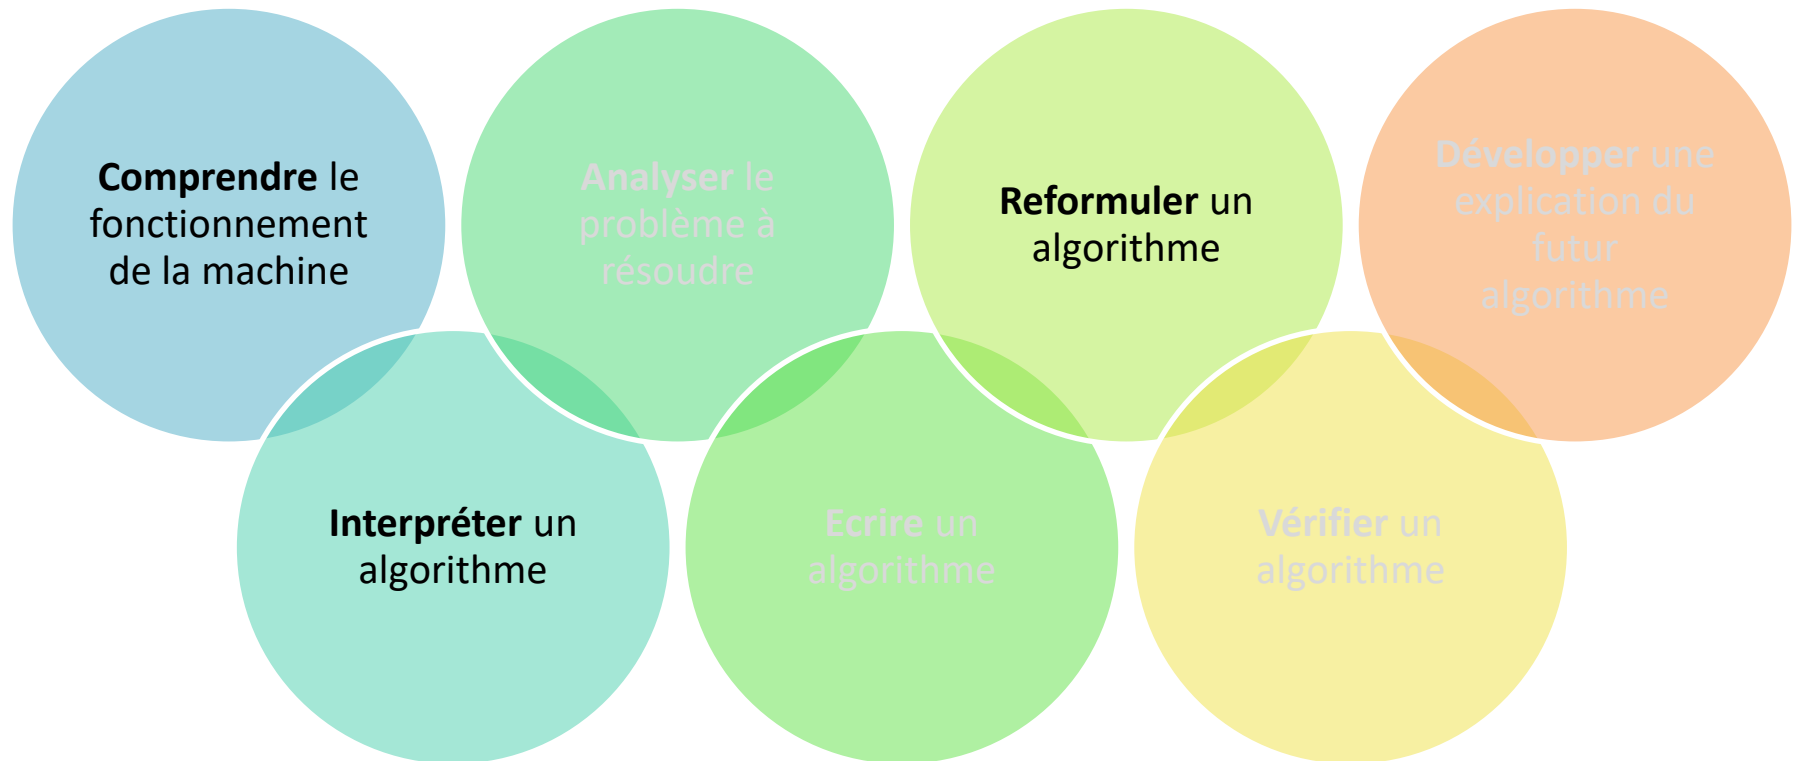 Comprendre le
fonctionnement
de la machine
Interpréter un
algorithme
Analyser le
problème à
résoudre
Ecrire un
algorithme
Reformuler un
algorithme
Vérifier un
algorithme
Développer une
explication du
futur
algorithme